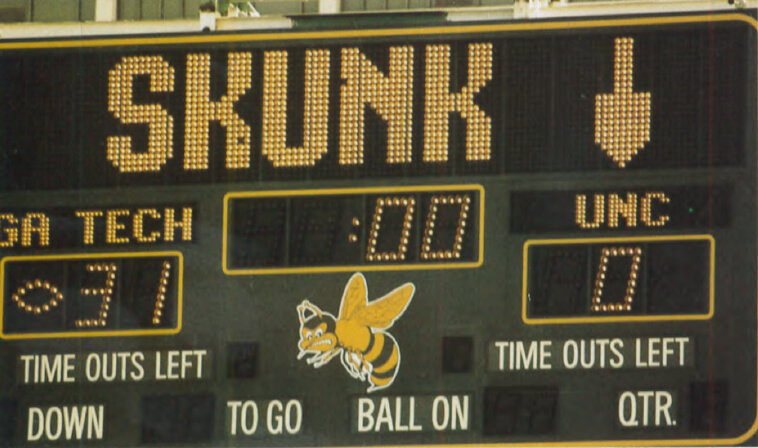 SKUNK
GA TECH :00 UNC
31 0
TIME OUTS LEFT TIME OUTS LEFT
DOWN TO GO BALL ON QTR.